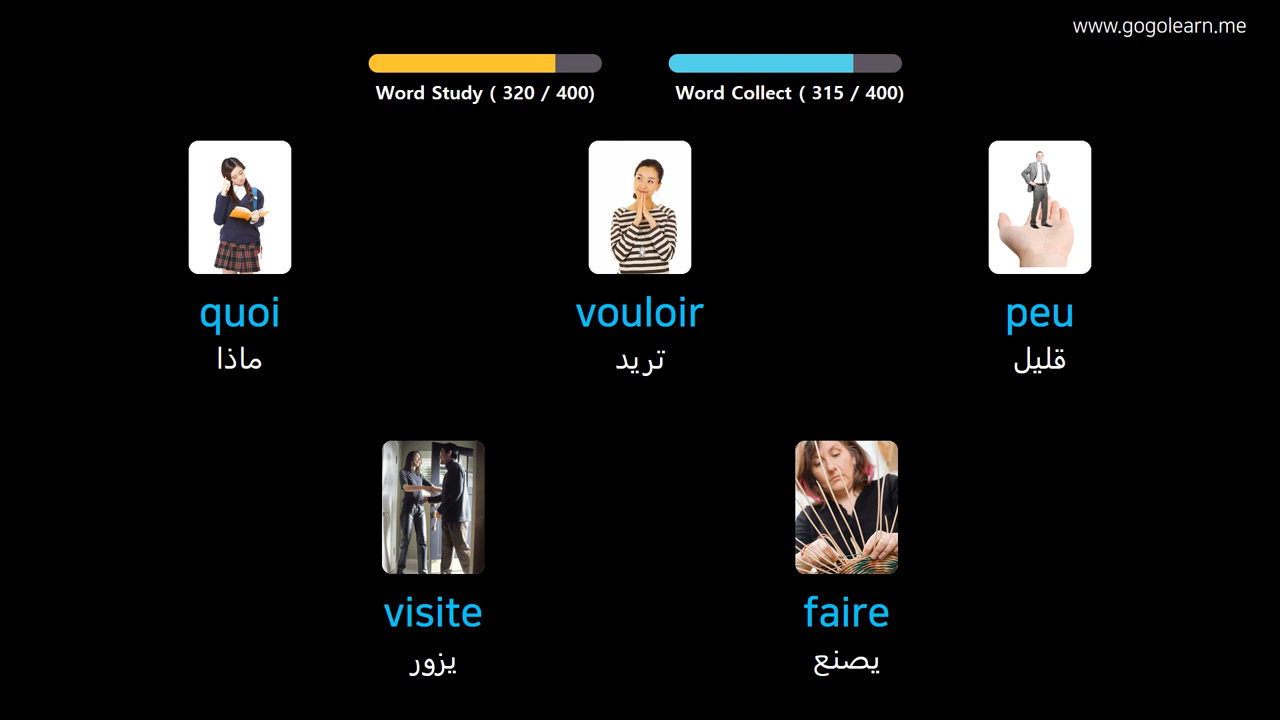 www.gogolearn.me
Word Study ( 320 / 400)
Word Collect ( 315 / 400)
quoi
ماذا
vouloir
تريد
peu
قليل
visite
يزور
faire
يصنع